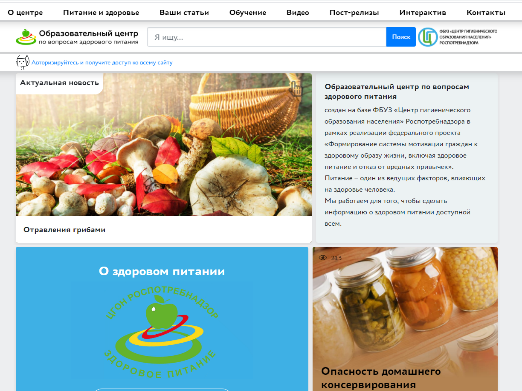 О центре Питание и здоровье Ваши статьи Обучение Видео Пост-релизы Интерактив Контакты
Образовательный центр
по вопросам здорового питания
Я ищу...
Поиск
ФБУЗ «ЦЕНТР ГИГИЕНИЧЕСКОГО
ОБРАЗОВАНИЯ НАСЕЛЕНИЯ»
РОСПОТРЕБНАДЗОРА
Авторизируйтесь и получите доступ ко всему сайту
Актуальная новость
Отравления грибами
Образовательный центр по вопросам
здорового питания
создан на базе ФБУЗ «Центр гигиенического
образования населения» Роспотребнадзора в
рамках реализации федерального проекта
«Формирование системы мотивации граждан к
здоровому образу жизни, включая здоровое
питание и отказ от вредных привычек».
Питание – один из ведущих факторов, влияющих
на здоровье человека.
Мы работаем для того, чтобы сделать
информацию о здоровом питании доступной
всем.
О здоровом питании
ЦГОН РОСПОТРЕБНАДЗОРА
ЗДОРОВОЕ ПИТАНИЕ
Опасность домашнего
консервирования